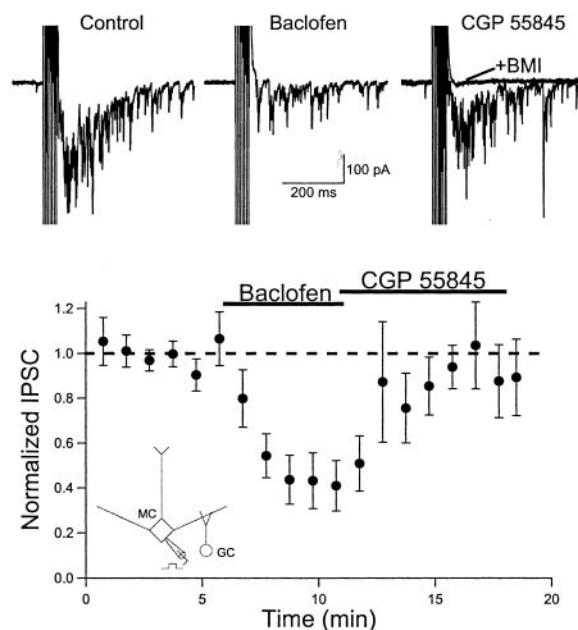 Control Baclofen CGP 55845
+BMI
100 pA
200 ms
Baclofen CGP 55845
Normalized IPSC
1.2
1.0
0.8
0.6
0.4
0.2
0.0
MC
GC
0 5 10 15 20
Time (min)